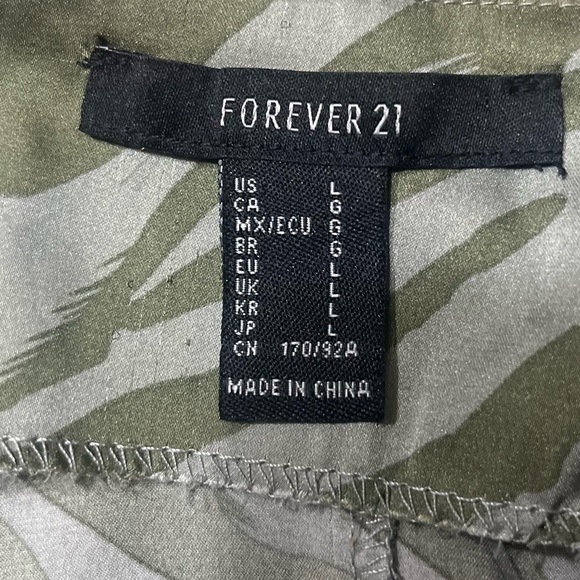 FOREVER 21
US L
CA G
MX/ECU G
BR G
EU L
UK L
KR L
JP L
CN 170/92A
MADE IN CHINA